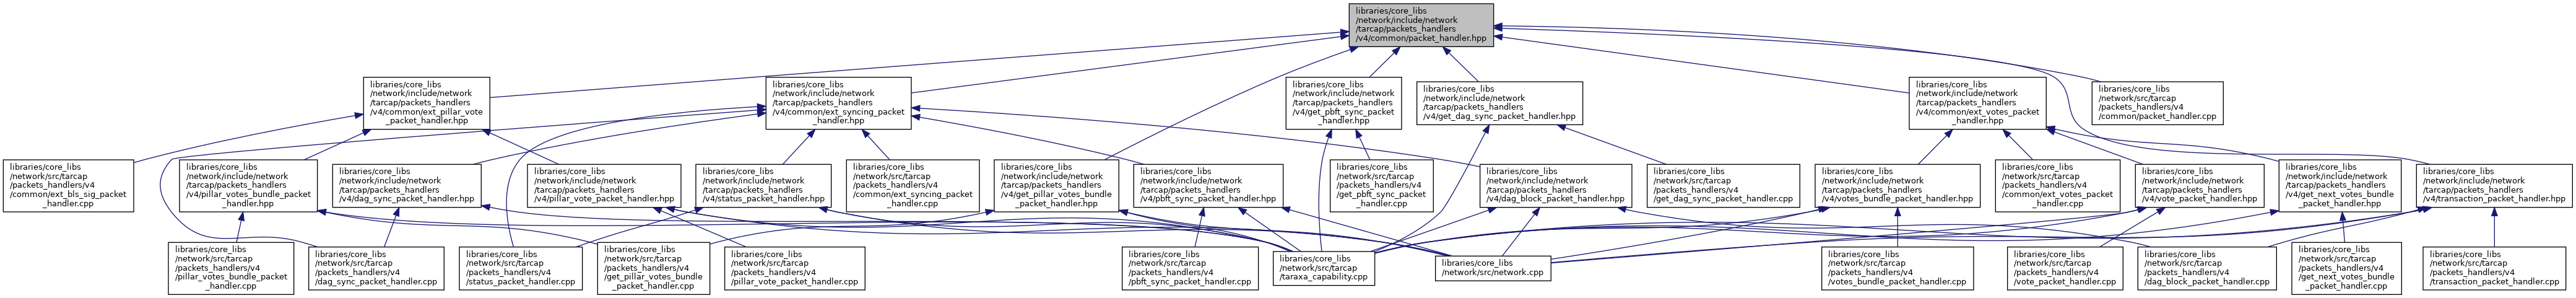 libraries/core_libs
/network/include/network
/tarcap/packets_handlers
/v4/common/packet_handler.hpp
libraries/core_libs
/network/include/network
/tarcap/packets_handlers
/v4/common/ext_pillar_vote
_packet_handler.hpp
libraries/core_libs
/network/include/network
/tarcap/packets_handlers
/v4/common/ext_syncing_packet
_handler.hpp
libraries/core_libs
/network/include/network
/tarcap/packets_handlers
/v4/get_pbft_sync_packet
_handler.hpp
libraries/core_libs
/network/include/network
/tarcap/packets_handlers
/v4/get_dag_sync_packet_handler.hpp
libraries/core_libs
/network/include/network
/tarcap/packets_handlers
/v4/common/ext_votes_packet
_handler.hpp
libraries/core_libs
/network/src/tarcap
/packets_handlers/v4
/common/packet_handler.cpp
libraries/core_libs
/network/src/tarcap
/packets_handlers/v4
/common/ext_bls_sig_packet
_handler.cpp
libraries/core_libs
/network/include/network
/tarcap/packets_handlers
/v4/pillar_votes_bundle_packet
_handler.hpp
libraries/core_libs
/network/include/network
/tarcap/packets_handlers
/v4/dag_sync_packet_handler.hpp
libraries/core_libs
/network/include/network
/tarcap/packets_handlers
/v4/pillar_vote_packet_handler.hpp
libraries/core_libs
/network/include/network
/tarcap/packets_handlers
/v4/status_packet_handler.hpp
libraries/core_libs
/network/src/tarcap
/packets_handlers/v4
/common/ext_syncing_packet
_handler.cpp
libraries/core_libs
/network/include/network
/tarcap/packets_handlers
/v4/get_pillar_votes_bundle
_packet_handler.hpp
libraries/core_libs
/network/include/network
/tarcap/packets_handlers
/v4/pbft_sync_packet_handler.hpp
libraries/core_libs
/network/src/tarcap
/packets_handlers/v4
/get_pbft_sync_packet
_handler.cpp
libraries/core_libs
/network/include/network
/tarcap/packets_handlers
/v4/dag_block_packet_handler.hpp
libraries/core_libs
/network/src/tarcap
/packets_handlers/v4
/get_dag_sync_packet_handler.cpp
libraries/core_libs
/network/include/network
/tarcap/packets_handlers
/v4/votes_bundle_packet_handler.hpp
libraries/core_libs
/network/src/tarcap
/packets_handlers/v4
/common/ext_votes_packet
_handler.cpp
libraries/core_libs
/network/include/network
/tarcap/packets_handlers
/v4/vote_packet_handler.hpp
libraries/core_libs
/network/include/network
/tarcap/packets_handlers
/v4/get_next_votes_bundle
_packet_handler.hpp
libraries/core_libs
/network/include/network
/tarcap/packets_handlers
/v4/transaction_packet_handler.hpp
libraries/core_libs
/network/src/tarcap
/packets_handlers/v4
/pillar_votes_bundle_packet
_handler.cpp
libraries/core_libs
/network/src/tarcap
/packets_handlers/v4
/dag_sync_packet_handler.cpp
libraries/core_libs
/network/src/tarcap
/packets_handlers/v4
/status_packet_handler.cpp
libraries/core_libs
/network/src/tarcap
/packets_handlers/v4
/get_pillar_votes_bundle
_packet_handler.cpp
libraries/core_libs
/network/src/tarcap
/packets_handlers/v4
/pillar_vote_packet_handler.cpp
libraries/core_libs
/network/src/tarcap
/packets_handlers/v4
/pbft_sync_packet_handler.cpp
libraries/core_libs
/network/src/tarcap
/taraxa_capability.cpp
libraries/core_libs
/network/src/network.cpp
libraries/core_libs
/network/src/tarcap
/packets_handlers/v4
/votes_bundle_packet_handler.cpp
libraries/core_libs
/network/src/tarcap
/packets_handlers/v4
/vote_packet_handler.cpp
libraries/core_libs
/network/src/tarcap
/packets_handlers/v4
/dag_block_packet_handler.cpp
libraries/core_libs
/network/src/tarcap
/packets_handlers/v4
/get_next_votes_bundle
_packet_handler.cpp
libraries/core_libs
/network/src/tarcap
/packets_handlers/v4
/transaction_packet_handler.cpp